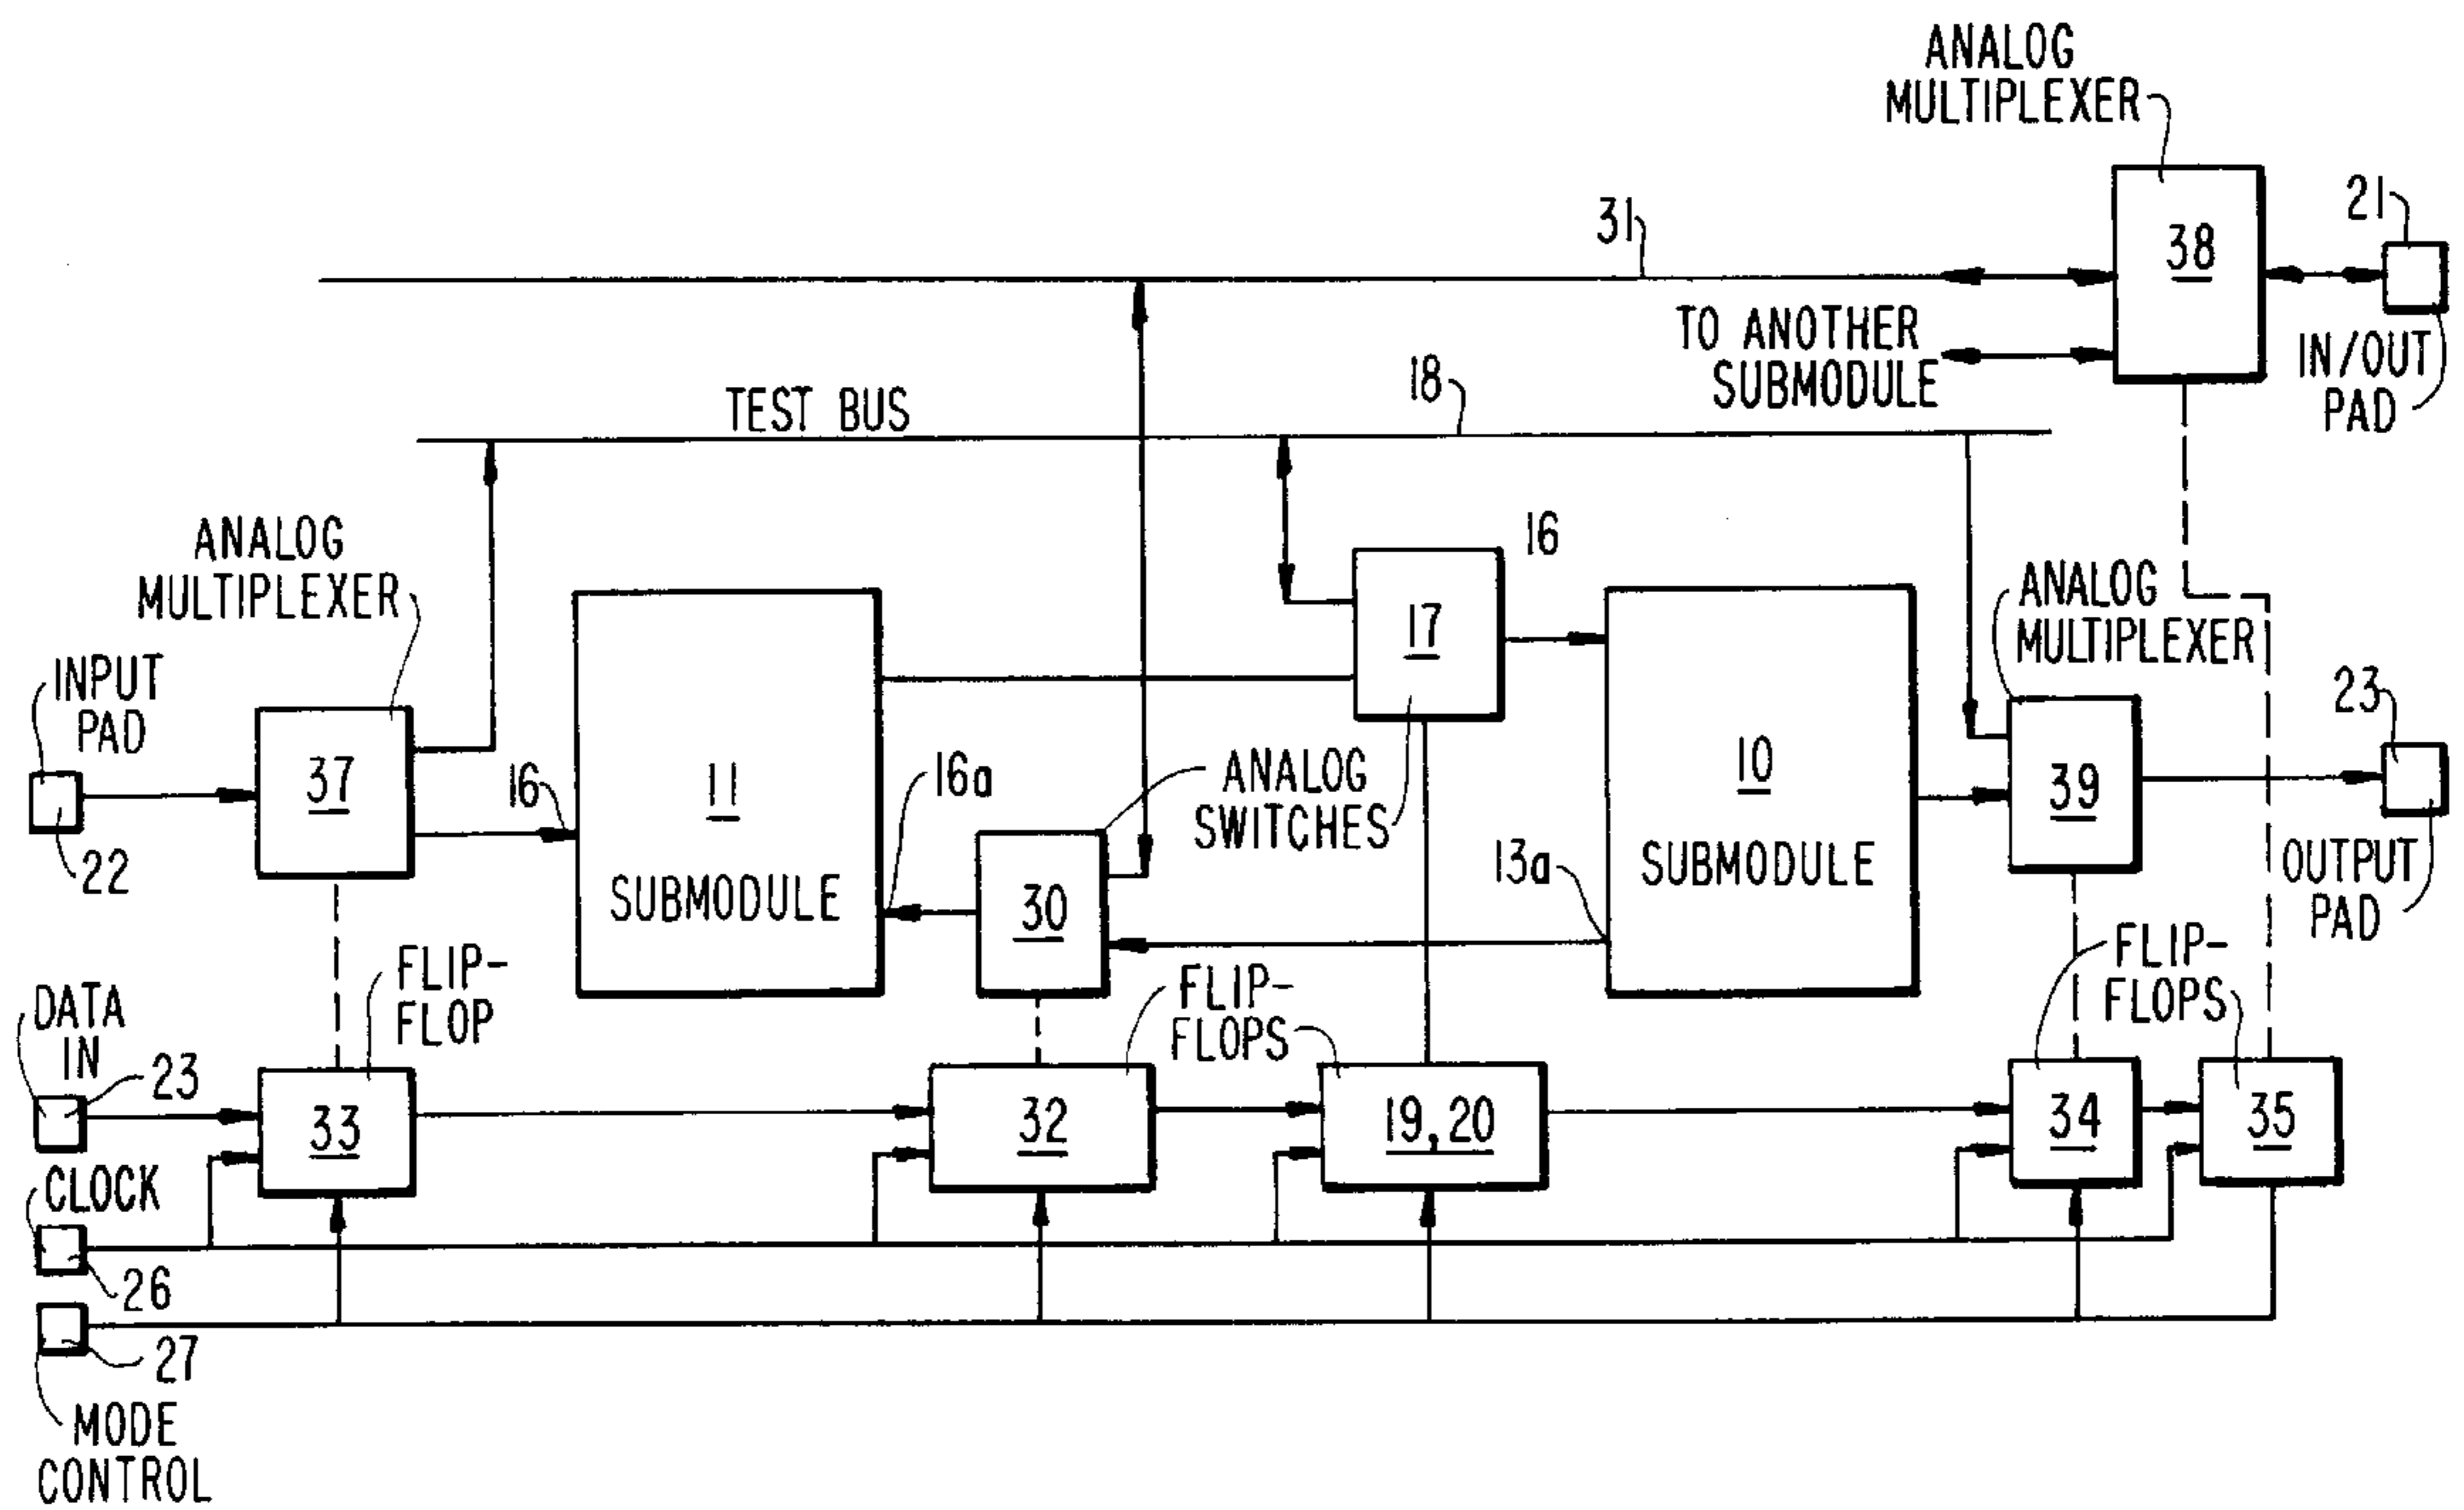 ANALOG
MULTIPLEXER
38
21
IN/OUT
PAD
31
TO ANOTHER
SUBMODULE
18
TEST BUS
ANALOG
MULTIPLEXER
INPUT
PAD
22
37
16
11
SUBMODULE
16a
30
ANALOG
SWITCHES
17
16
10
SUBMODULE
13a
ANALOG
MULTIPLEXER
39
23
OUTPUT
PAD
DATA
IN
23
FLIP-
FLOP
33
FLIP-
FLOPS
32
19,20
FLIP-
FLOPS
34
35
CLOCK
26
27
MODE
CONTROL